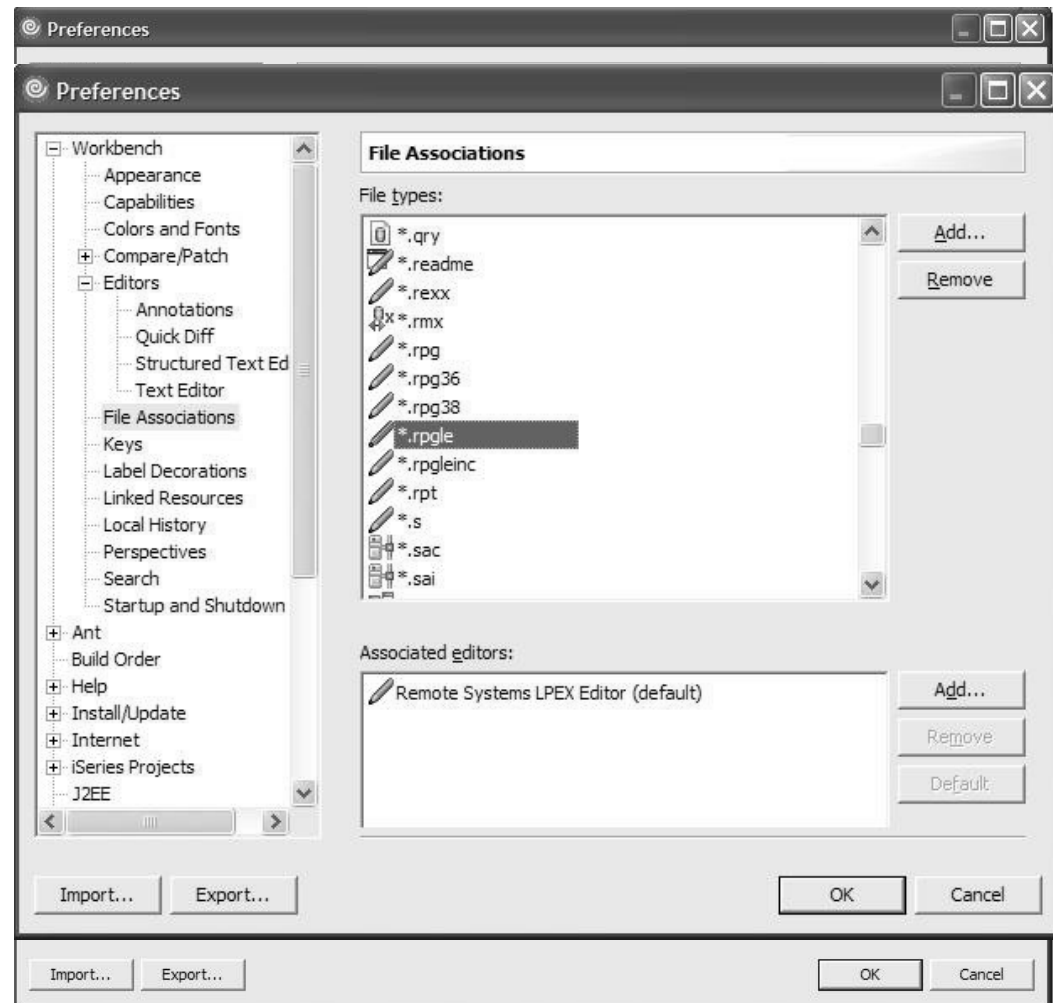 Preferences
Preferences
Workbench
Appearance
Capabilities
Colors and Fonts
Compare/Patch
Editors
Annotations
Quick Diff
Structured Text Ed
Text Editor
File Associations
Keys
Label Decorations
Linked Resources
Local History
Perspectives
Search
Startup and Shutdown
Ant
Build Order
Help
Install/Update
Internet
iSeries Projects
J2EE
File Associations
File types:
*.qry
*.readme
*.rexx
*.rmx
*.rpg
*.rpg36
*.rpg38
*.rpgle
*.rpgleinc
*.rpt
*.s
*.sac
*.sai
Add...
Remove
Associated editors:
Remote Systems LPEX Editor (default)
Add...
Remove
Default
Import... Export... OK Cancel
Import... Export... OK Cancel